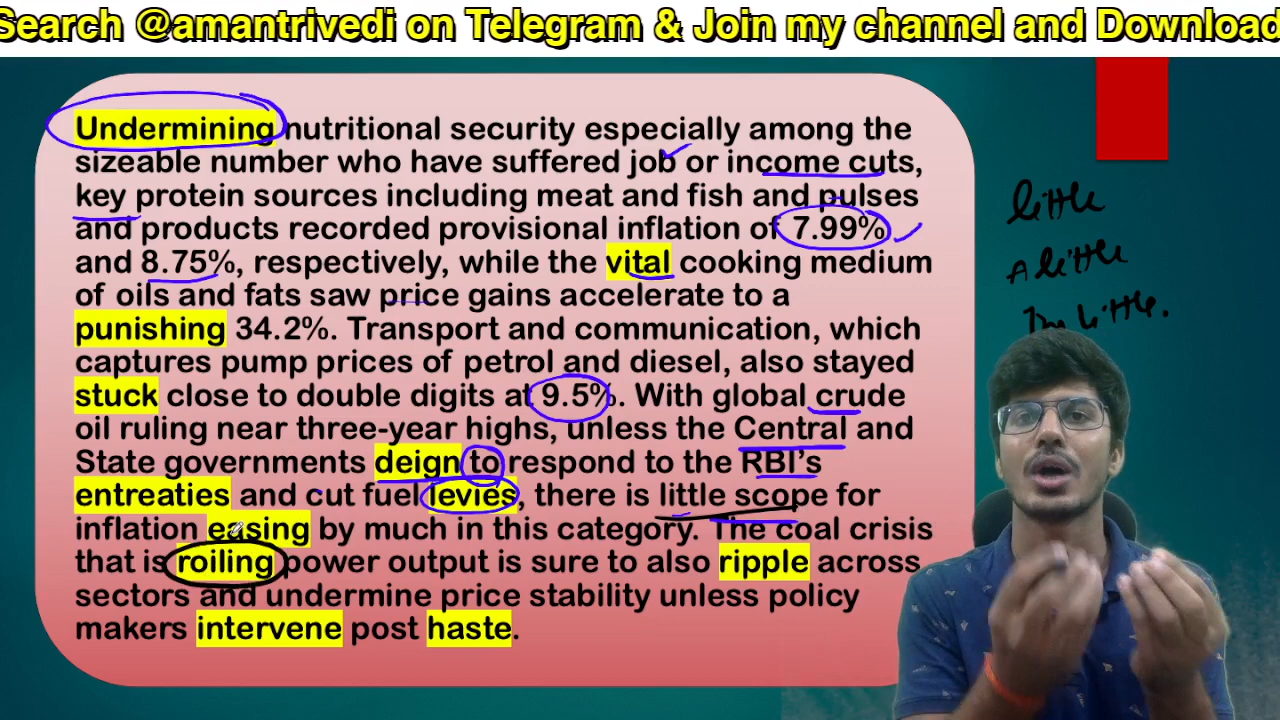 Search @amantrivedi on Telegram & Join my channel and Download
Undermining nutritional security especially among the
sizeable number who have suffered job or income cuts,
key protein sources including meat and fish and pulses
and products recorded provisional inflation of 7.99%
and 8.75%, respectively, while the vital cooking medium
of oils and fats saw price gains accelerate to a
punishing 34.2%. Transport and communication, which
captures pump prices of petrol and diesel, also stayed
stuck close to double digits at 9.5%. With global crude
oil ruling near three-year highs, unless the Central and
State governments deign to respond to the RBI's
entreaties and cut fuel levies, there is little scope for
inflation easing by much in this category. The coal crisis
that is roiling power output is sure to also ripple across
sectors and undermine price stability unless policy
makers intervene post haste.
little
A little
The little.